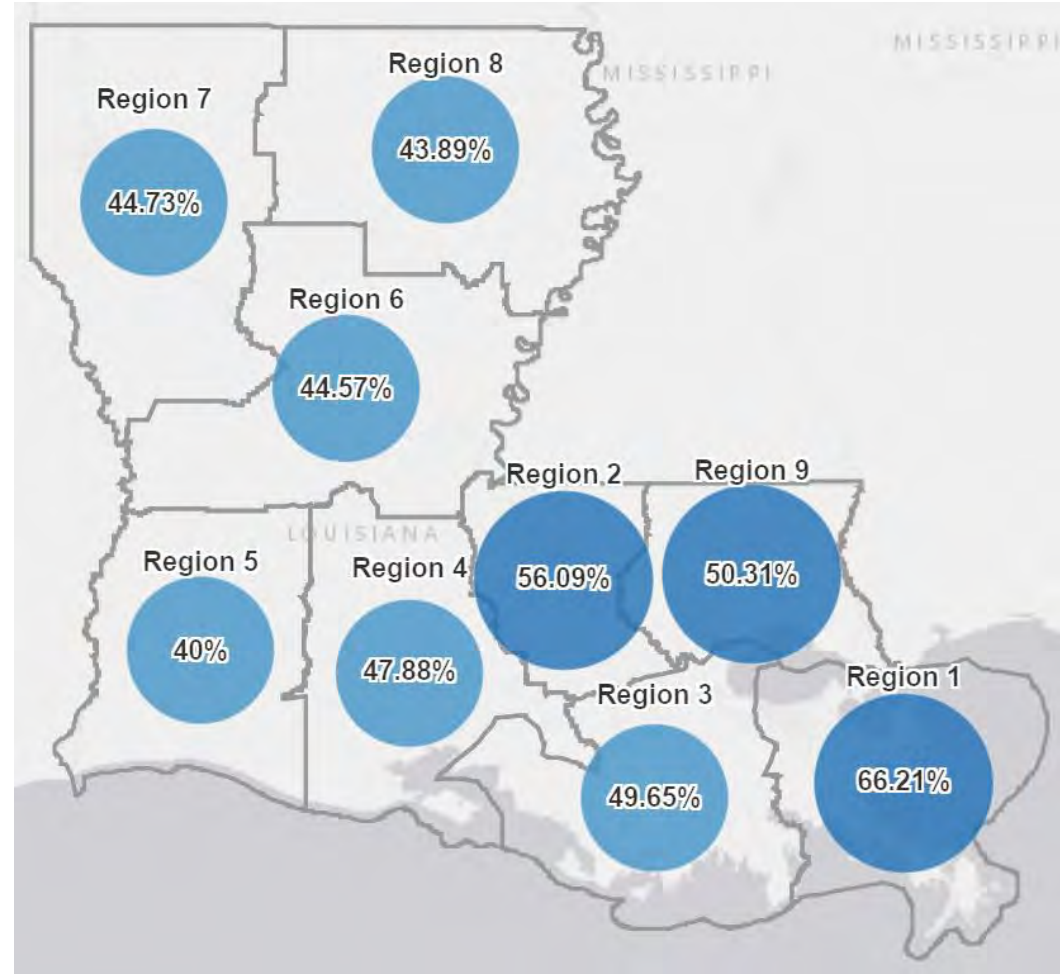 MISSISSIPPI
MISSISSIPPI
Region 8
43.89%
Region 7
44.73%
Region 6
44.57%
Region 2
56.09%
Region 9
50.31%
LOUISIANA
Region 5
40%
Region 4
47.88%
Region 3
49.65%
Region 1
66.21%